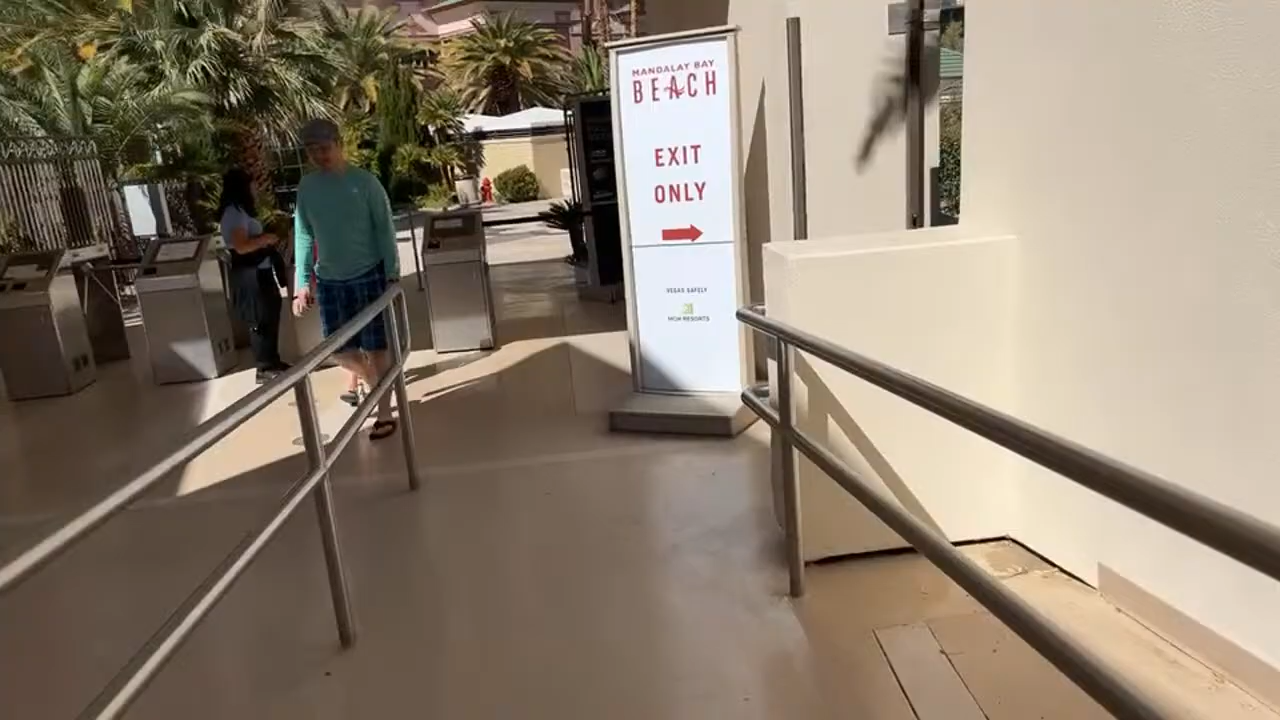 MANDALAY BAY
BEACH
EXIT
ONLY
VEGAS SAFELY
MGM RESORTS